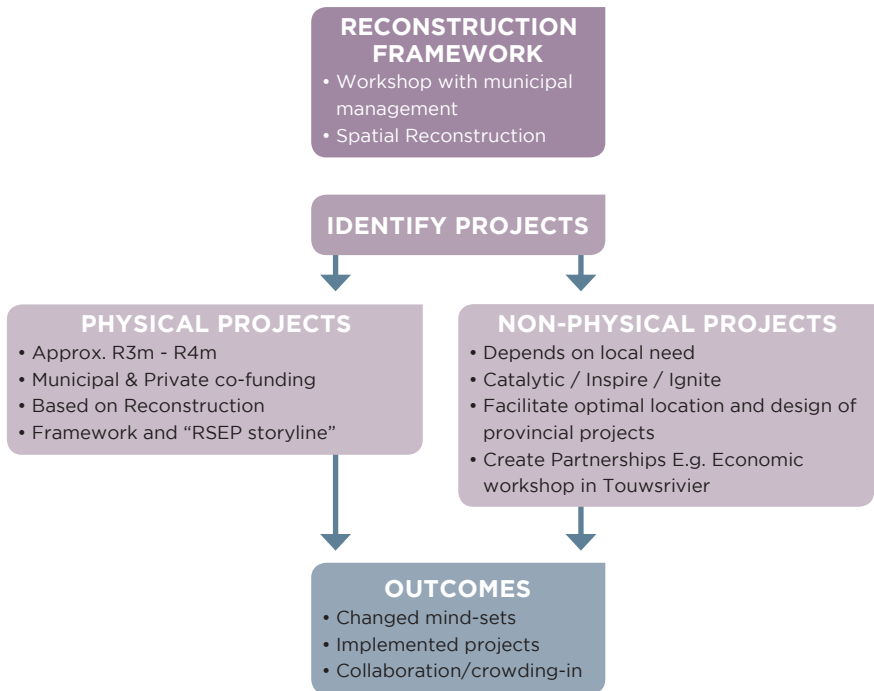 RECONSTRUCTION
FRAMEWORK
• Workshop with municipal
management
• Spatial Reconstruction
IDENTIFY PROJECTS
PHYSICAL PROJECTS
• Approx. R3m - R4m
• Municipal & Private co-funding
• Based on Reconstruction
• Framework and “RSEP storyline”
NON-PHYSICAL PROJECTS
• Depends on local need
• Catalytic / Inspire / Ignite
• Facilitate optimal location and design of
provincial projects
• Create Partnerships E.g. Economic
workshop in Touwsrivier
OUTCOMES
• Changed mind-sets
• Implemented projects
• Collaboration/crowding-in